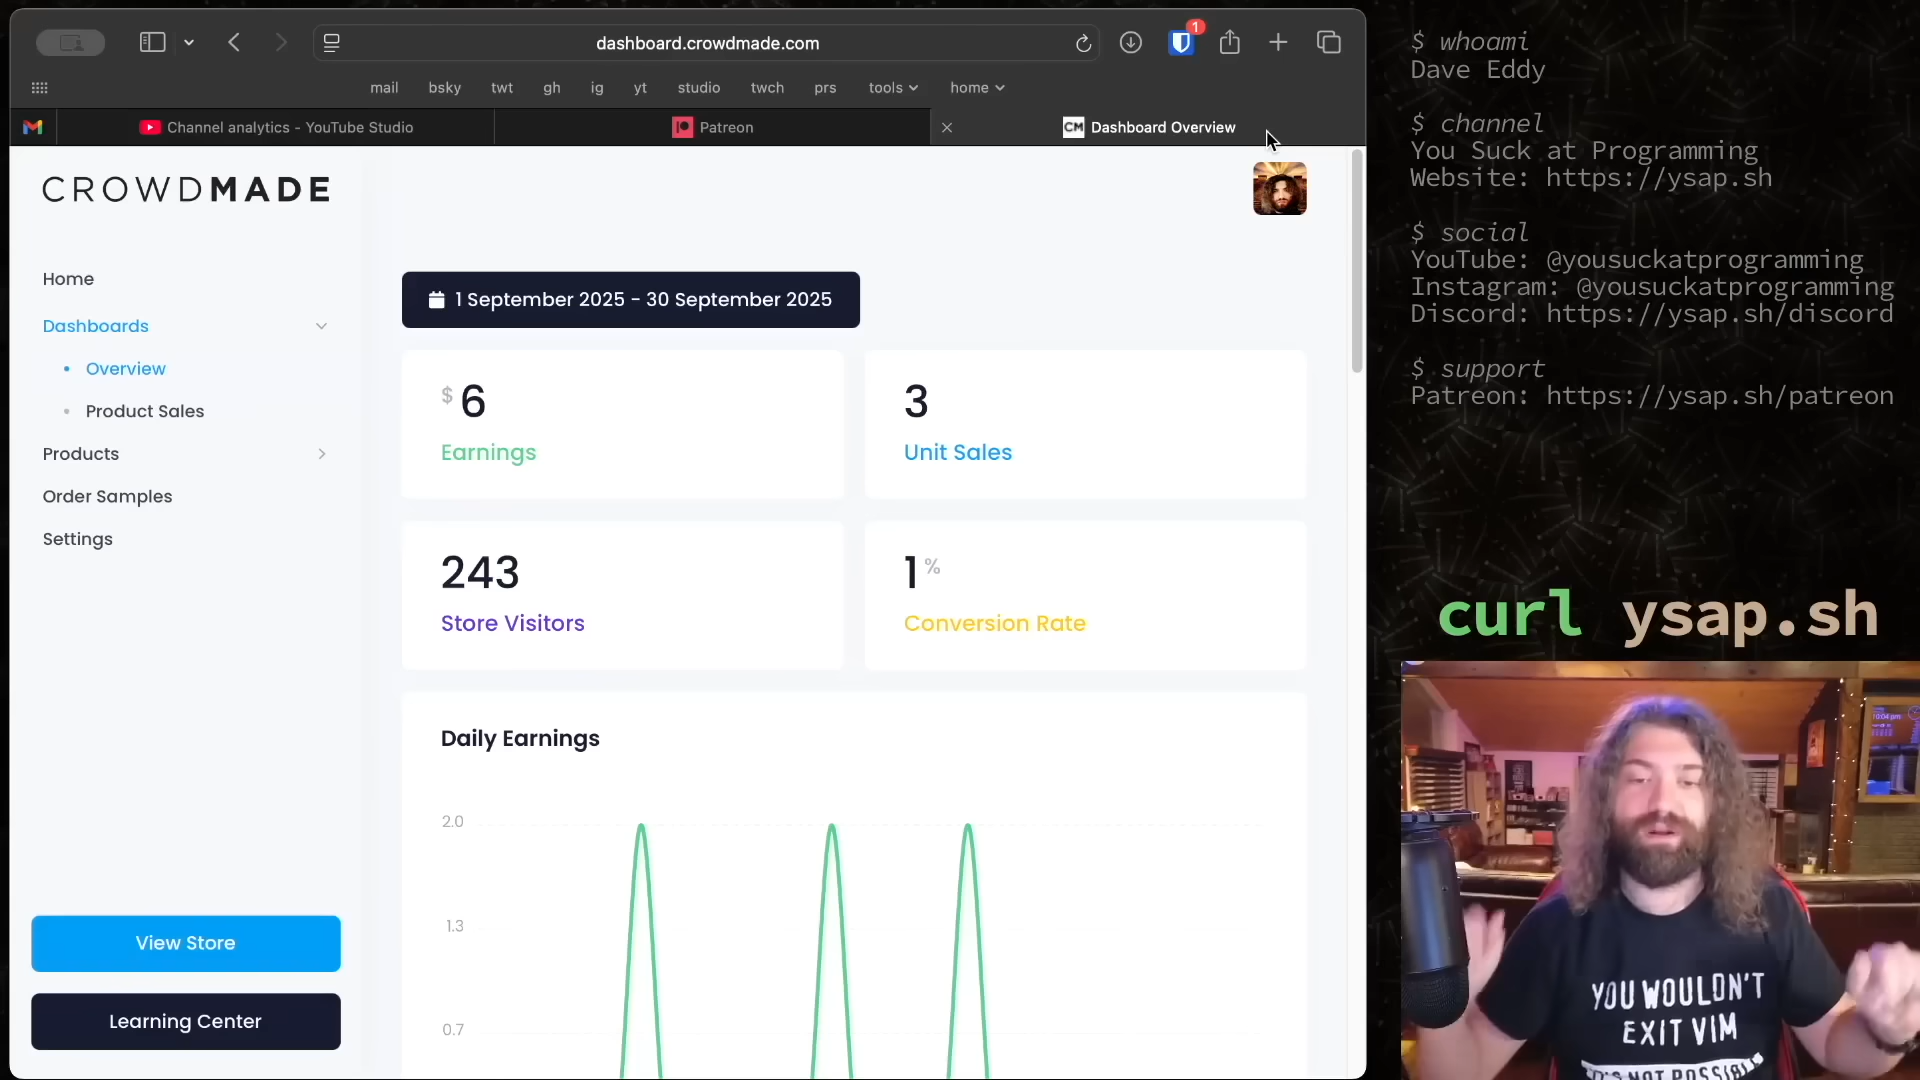 dashboard.crowdmade.com
1
mail bsky twt gh ig yt studio twch prs tools home
Channel analytics - YouTube Studio
Patreon
CM Dashboard Overview
CROWDMADE
Home
Dashboards
Overview
Product Sales
Products
Order Samples
Settings
View Store
Learning Center
1 September 2025 - 30 September 2025
$ 6
Earnings
3
Unit Sales
243
Store Visitors
1 %
Conversion Rate
Daily Earnings
2.0
1.3
0.7
$ whoami
Dave Eddy
$ channel
You Suck at Programming
Website: https://ysap.sh
$ social
YouTube: @yousuckatprogramming
Instagram: @yousuckatprogramming
Discord: https://ysap.sh/discord
$ support
Patreon: https://ysap.sh/patreon
curl ysap.sh
YOU WOULDN'T
EXIT VIM